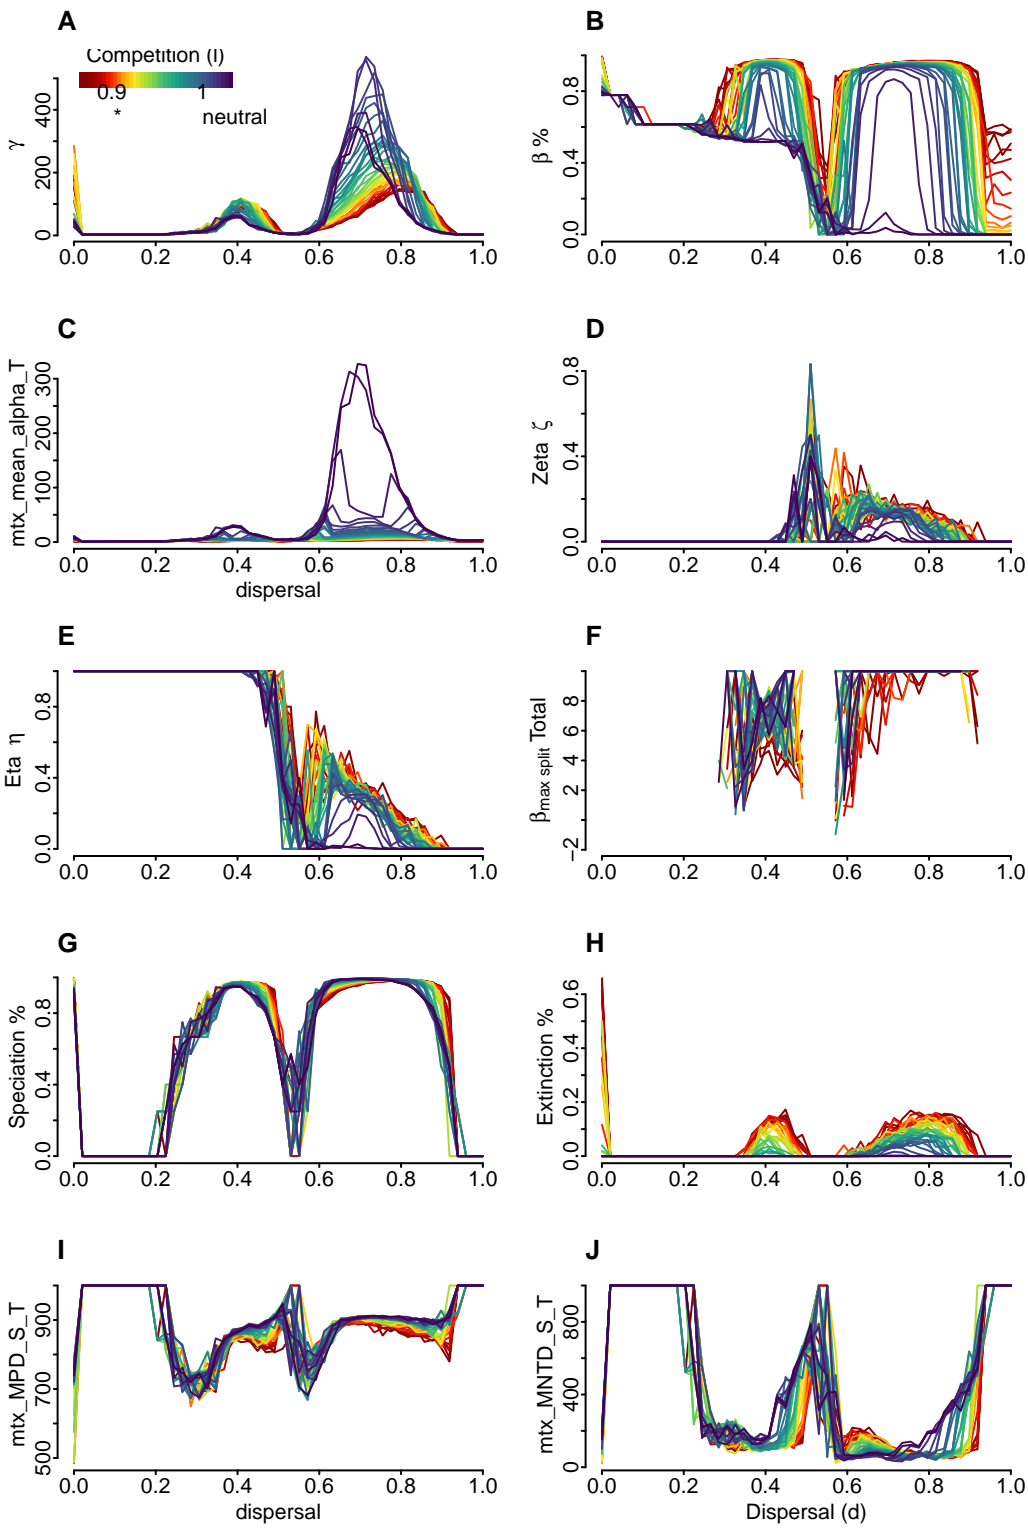 A
Competition (l)
0.9
1
*
neutral
γ
0 200 400
0.0 0.2 0.4 0.6 0.8 1.0
B
β %
0.0 0.4 0.8
0.0 0.2 0.4 0.6 0.8 1.0
C
mtx_mean_alpha_T
0 100 300
0.0 0.2 0.4 0.6 0.8 1.0
dispersal
D
Zeta ζ
0.0 0.4 0.8
0.0 0.2 0.4 0.6 0.8 1.0
E
Eta η
0.0 0.4 0.8
0.0 0.2 0.4 0.6 0.8 1.0
F
βmax split Total
−2 2 4 6 8
0.0 0.2 0.4 0.6 0.8 1.0
G
Speciation %
0.0 0.4 0.8
0.0 0.2 0.4 0.6 0.8 1.0
H
Extinction %
0.0 0.2 0.4 0.6
0.0 0.2 0.4 0.6 0.8 1.0
I
mtx_MPD_S_T
500 700 900
0.0 0.2 0.4 0.6 0.8 1.0
dispersal
J
mtx_MNTD_S_T
0 400 800
0.0 0.2 0.4 0.6 0.8 1.0
Dispersal (d)